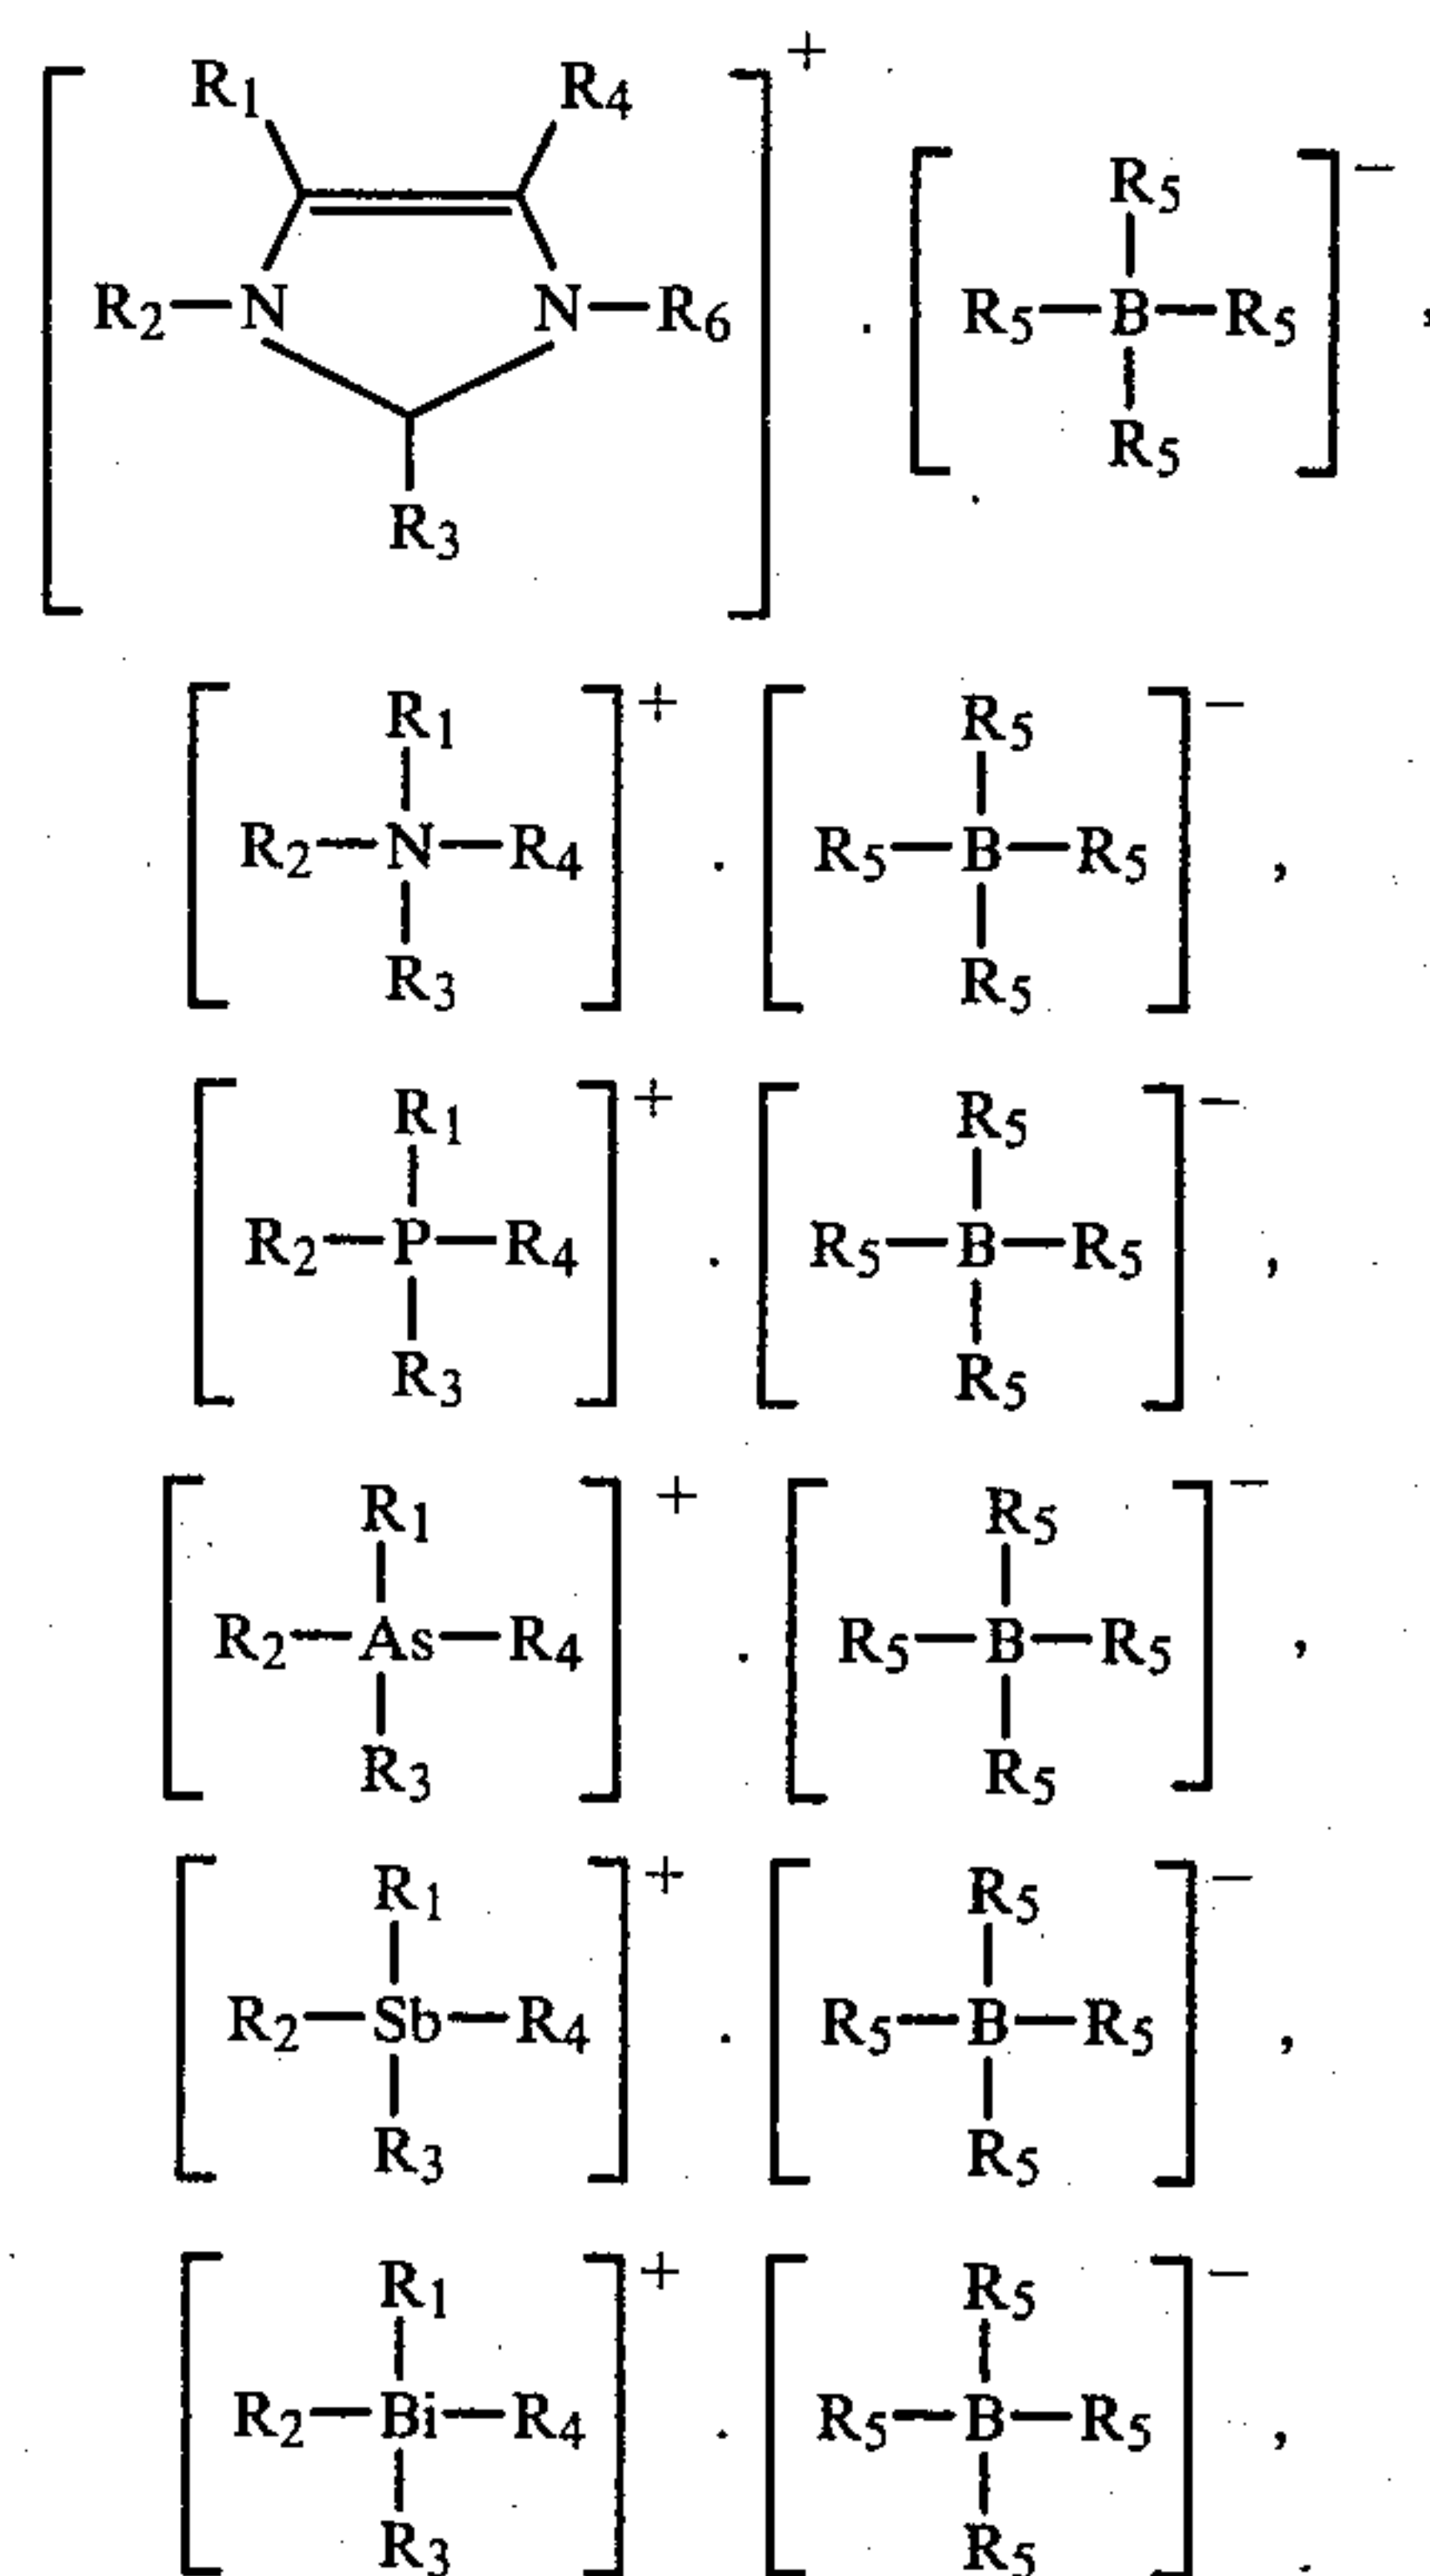 R1 R4 +
R5 −
R2—N N—R6 . R5—B—R5 ,
R5
R3
R1 + R5 −
R2—N—R4 . R5—B—R5 ,
R3 R5
R1 + R5 −
R2—P—R4 . R5—B—R5 ,
R3 R5
R1 + R5 −
R2—As—R4 . R5—B—R5 ,
R3 R5
R1 + R5 −
R2—Sb—R4 . R5—B—R5 ,
R3 R5
R1 + R5 −
R2—Bi—R4 . R5—B—R5 ,
R3 R5